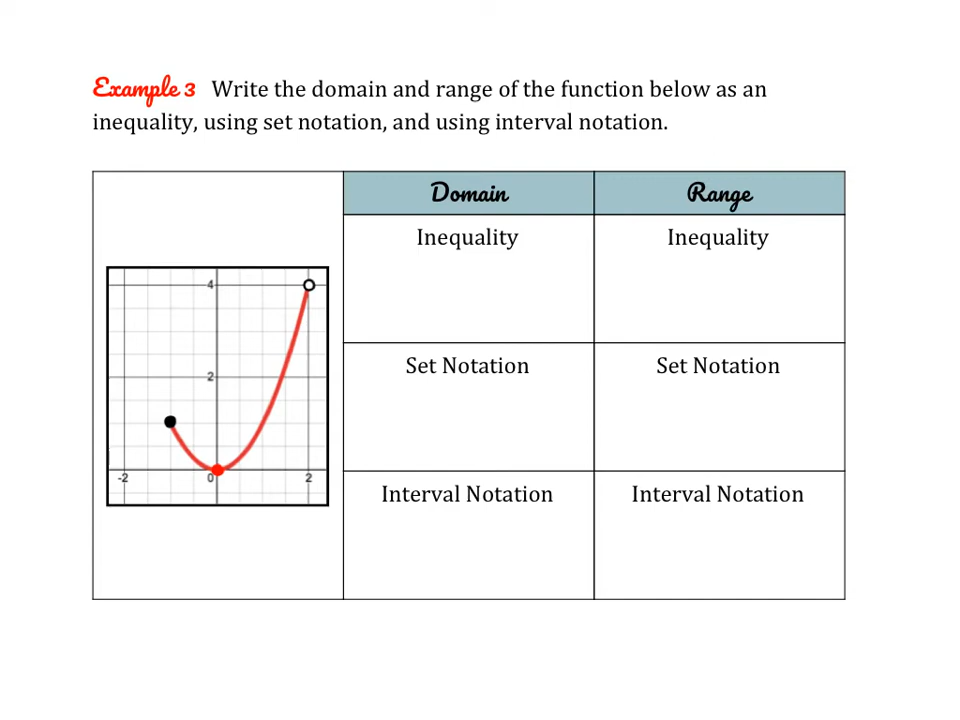 Example 3 Write the domain and range of the function below as an
inequality, using set notation, and using interval notation.
Domain Range
Inequality Inequality
4
Set Notation Set Notation
2
-2 0 2
Interval Notation Interval Notation